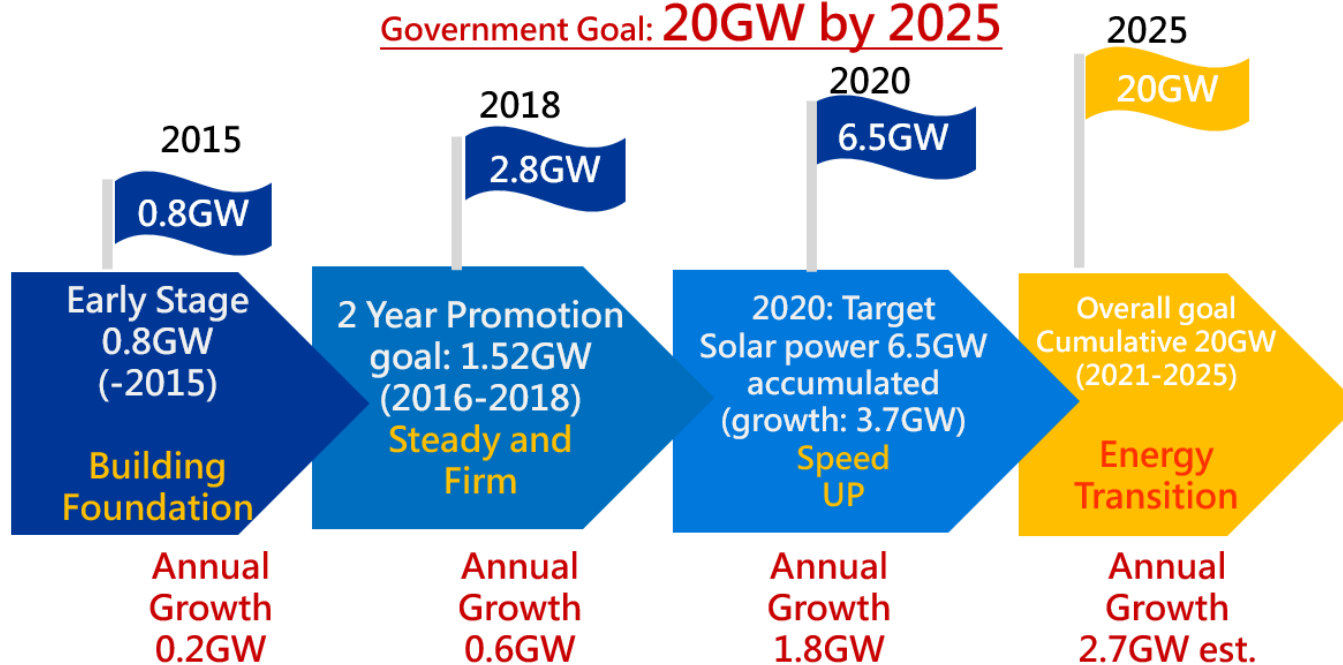 Government Goal: 20GW by 2025
2015
0.8GW
2018
2.8GW
2020
6.5GW
2025
20GW
Early Stage
0.8GW
(-2015)
Building
Foundation
2 Year Promotion
goal: 1.52GW
(2016-2018)
Steady and
Firm
2020: Target
Solar power 6.5GW
accumulated
(growth: 3.7GW)
Speed
UP
Overall goal
Cumulative 20GW
(2021-2025)
Energy
Transition
Annual
Growth
0.2GW
Annual
Growth
0.6GW
Annual
Growth
1.8GW
Annual
Growth
2.7GW est.